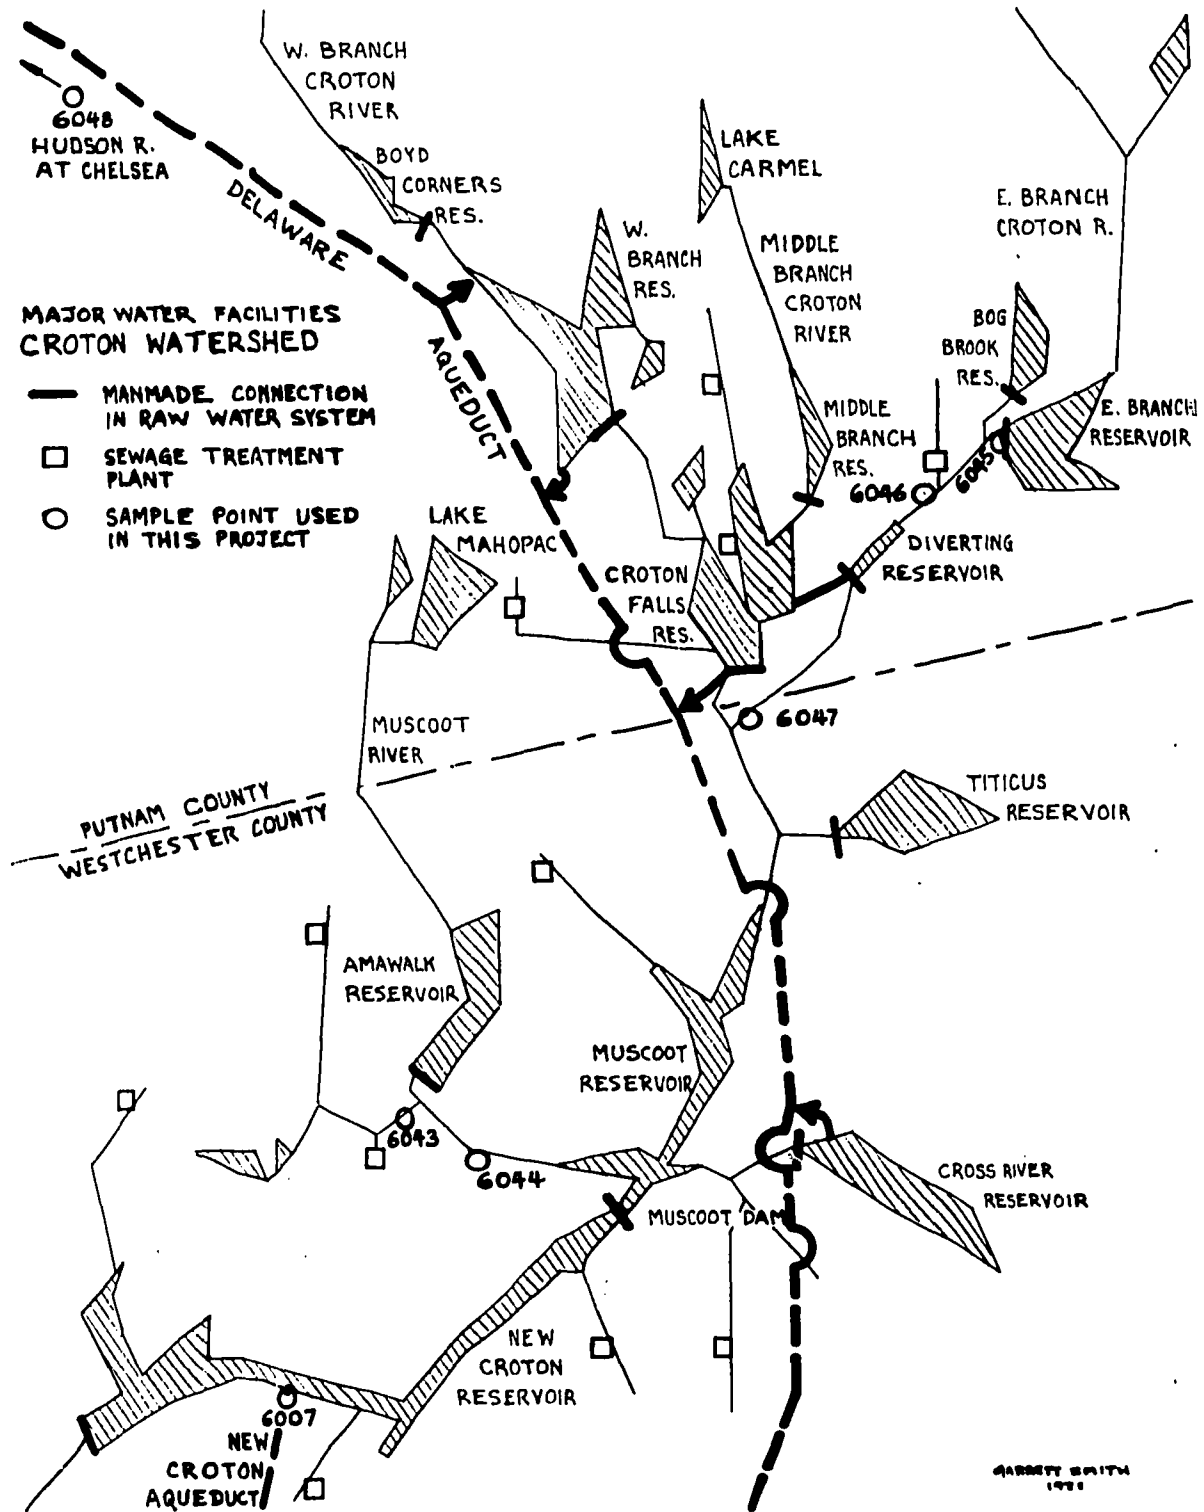 W. BRANCH
CROTON
RIVER
6048
HUDSON R.
AT CHELSEA
BOYD
CORNERS
RES.
LAKE
CARMEL
E. BRANCH
CROTON R.
DELAWARE
AQUEDUCT
W.
BRANCH
RES.
MIDDLE
BRANCH
CROTON
RIVER
BOG
BROOK
RES.
MAJOR WATER FACILITIES
CROTON WATERSHED
MANMADE CONNECTION
IN RAW WATER SYSTEM
SEWAGE TREATMENT
PLANT
SAMPLE POINT USED
IN THIS PROJECT
MIDDLE
BRANCH
RES.
E. BRANCH
RESERVOIR
6046
6045
LAKE
MAHOPAC
DIVERTING
RESERVOIR
CROTON
FALLS
RES.
6047
MUSCOOT
RIVER
PUTNAM COUNTY
WESTCHESTER COUNTY
TITICUS
RESERVOIR
AMAWALK
RESERVOIR
MUSCOOT
RESERVOIR
6043
6044
CROSS RIVER
RESERVOIR
MUSCOOT DAM
NEW
CROTON
RESERVOIR
6007
NEW
CROTON
AQUEDUCT
GARRETT SMITH
1981